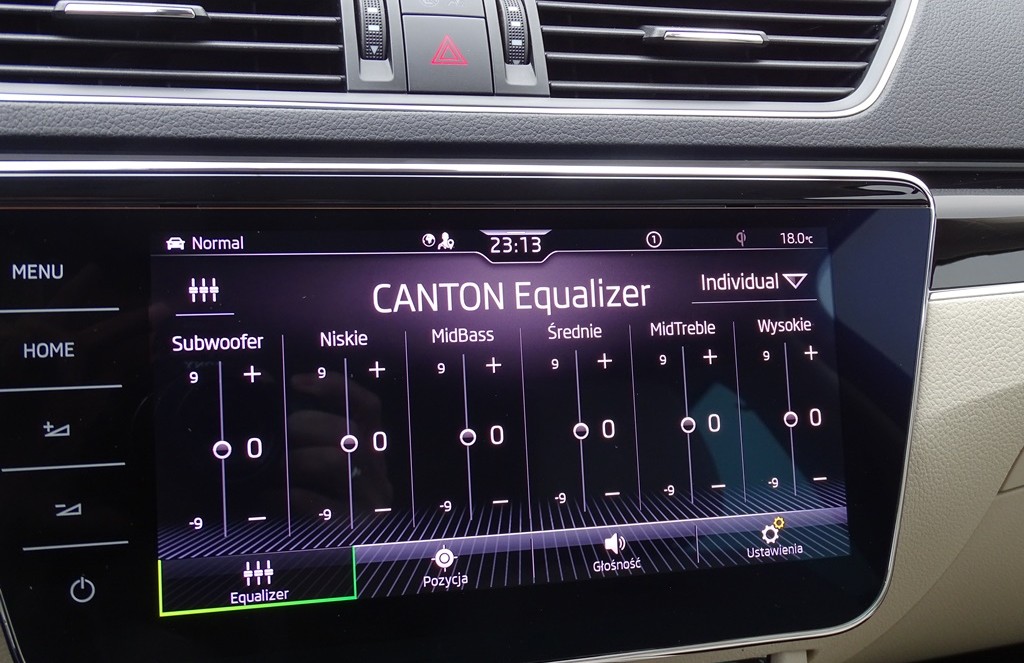 Normal
23:13
1
18.0°C
MENU
HOME
CANTON Equalizer
Individual
Subwoofer
Niskie
MidBass
Średnie
MidTreble
Wysokie
9 +
9 +
9 +
9 +
9 +
9 +
0
0
0
0
0
0
-9 −
-9 −
-9 −
-9 −
-9 −
-9 −
Equalizer
Pozycja
Głośność
Ustawienia